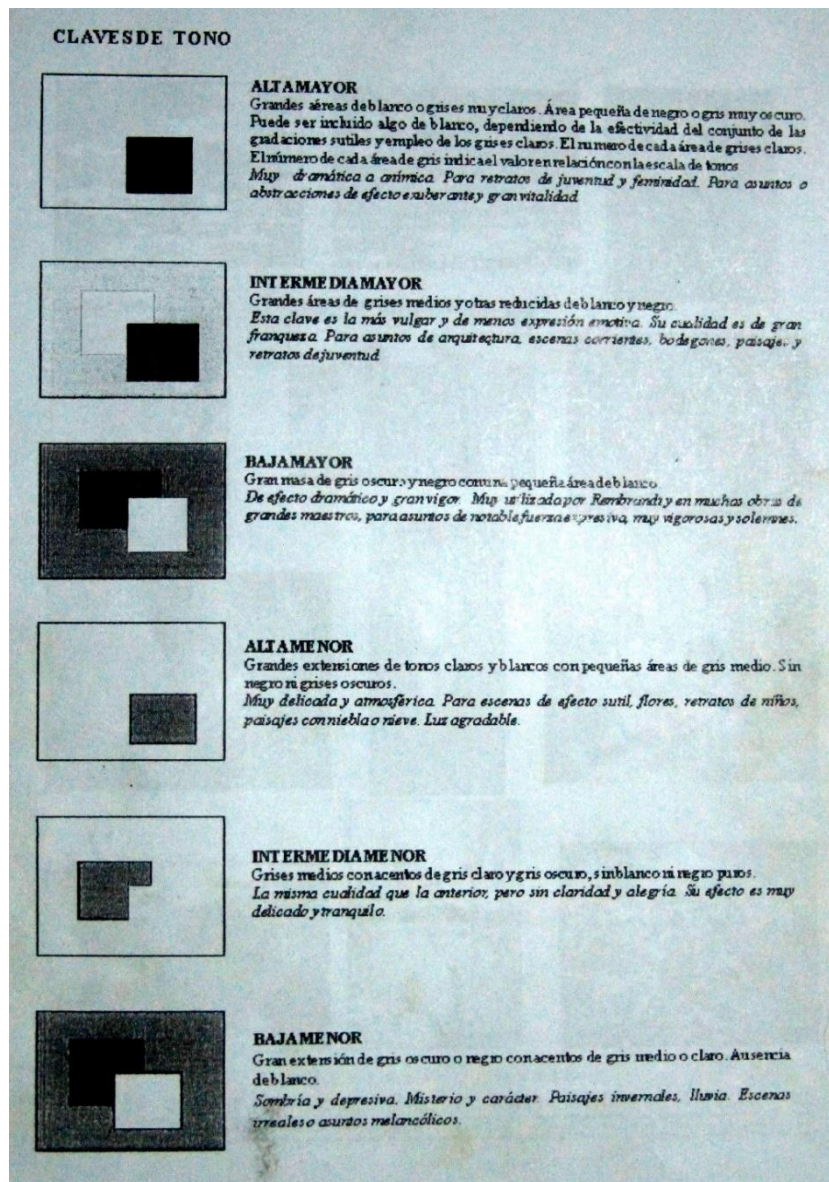 CLAVES DE TONO
ALTA MAYOR
Grandes aéreas de blanco o grises muy claros. Área pequeña de negro o gris muy oscuro.
Puede ser incluido algo de blanco, dependiendo de la efectividad del conjunto de las
gradaciones sutiles y empleo de los grises claros. El numero de cada área de grises claros.
El número de cada área de gris indica el valor en relación con la escala de tonos
Muy dramática a anímica. Para retratos de juventud y feminidad. Para asuntos o
abstracciones de efecto exuberante y gran vitalidad
INTERMEDIA MAYOR
Grandes áreas de grises medios y otras reducidas de blanco y negro
Esta clave es la más vulgar y de menos expresión emotiva. Su cualidad es de gran
franqueza. Para asuntos de arquitectura, escenas corrientes, bodegones, paisajes y
retratos de juventud
BAJA MAYOR
Gran masa de gris oscuro y negro con una pequeña área de blanco
De efecto dramático y gran vigor. Muy utilizada por Rembrandt y en muchas obras de
grandes maestros, para asuntos de notable fuerza expresiva, muy vigorosas y solemnes.
ALTA MENOR
Grandes extensiones de tonos claros y blancos con pequeñas áreas de gris medio. Sin
negro ni grises oscuros.
Muy delicada y atmosférica. Para escenas de efecto sutil, flores, retratos de niños,
paisajes con niebla o nieve. Luz agradable.
INTERMEDIA MENOR
Grises medios con acentos de gris claro y gris oscuro, sin blanco ni negro puros.
La misma cualidad que la anterior, pero sin claridad y alegría. Su efecto es muy
delicado y tranquilo.
BAJA MENOR
Gran extensión de gris oscuro o negro con acentos de gris medio o claro. Ausencia
de blanco.
Sombría y depresiva. Misterio y carácter. Paisajes invernales, lluvia. Escenas
irreales o asuntos melancólicos.